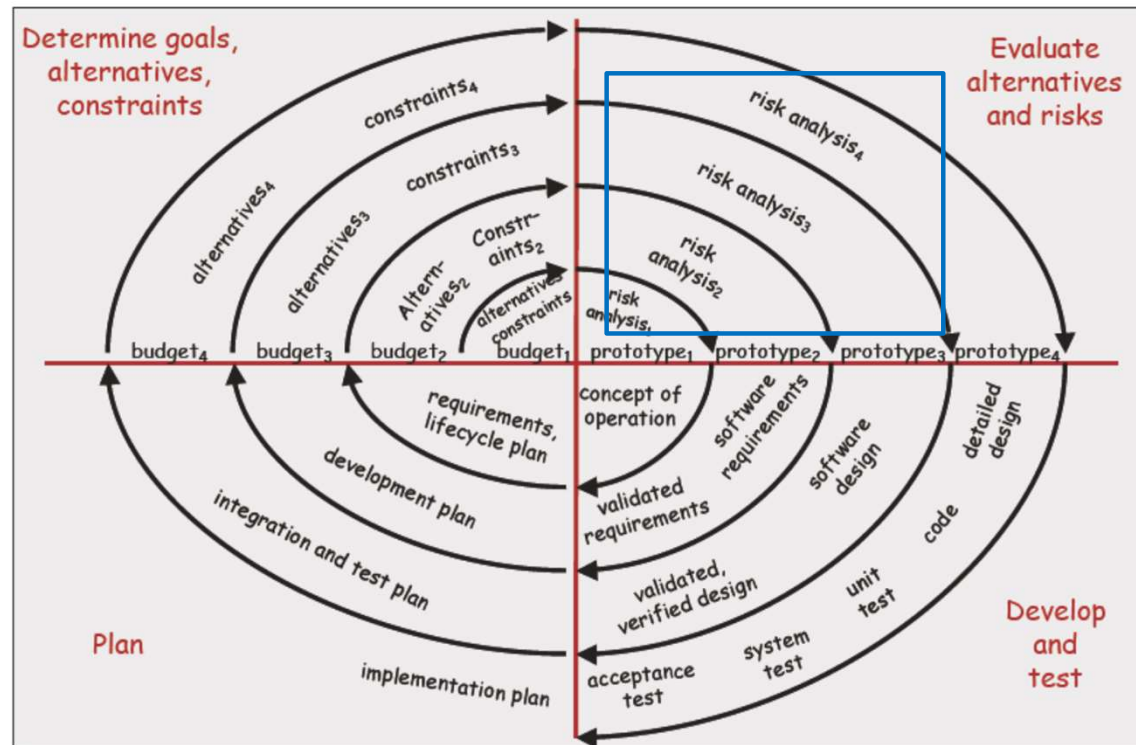 Determine goals,
alternatives,
constraints
Evaluate
alternatives
and risks
constraints4
constraints3
Constr-
aints2
alternatives4
alternatives3
Altern-
atives2
alternatives
constraints
risk analysis4
risk analysis3
risk
analysis2
risk
analysis1
budget4
budget3
budget2
budget1
prototype1
prototype2
prototype3
prototype4
requirements,
lifecycle plan
development plan
integration and test plan
implementation plan
concept of
operation
software
requirements
validated
requirements
software
design
validated,
verified design
detailed
design
code
unit
test
system
test
acceptance
test
Plan
Develop
and
test